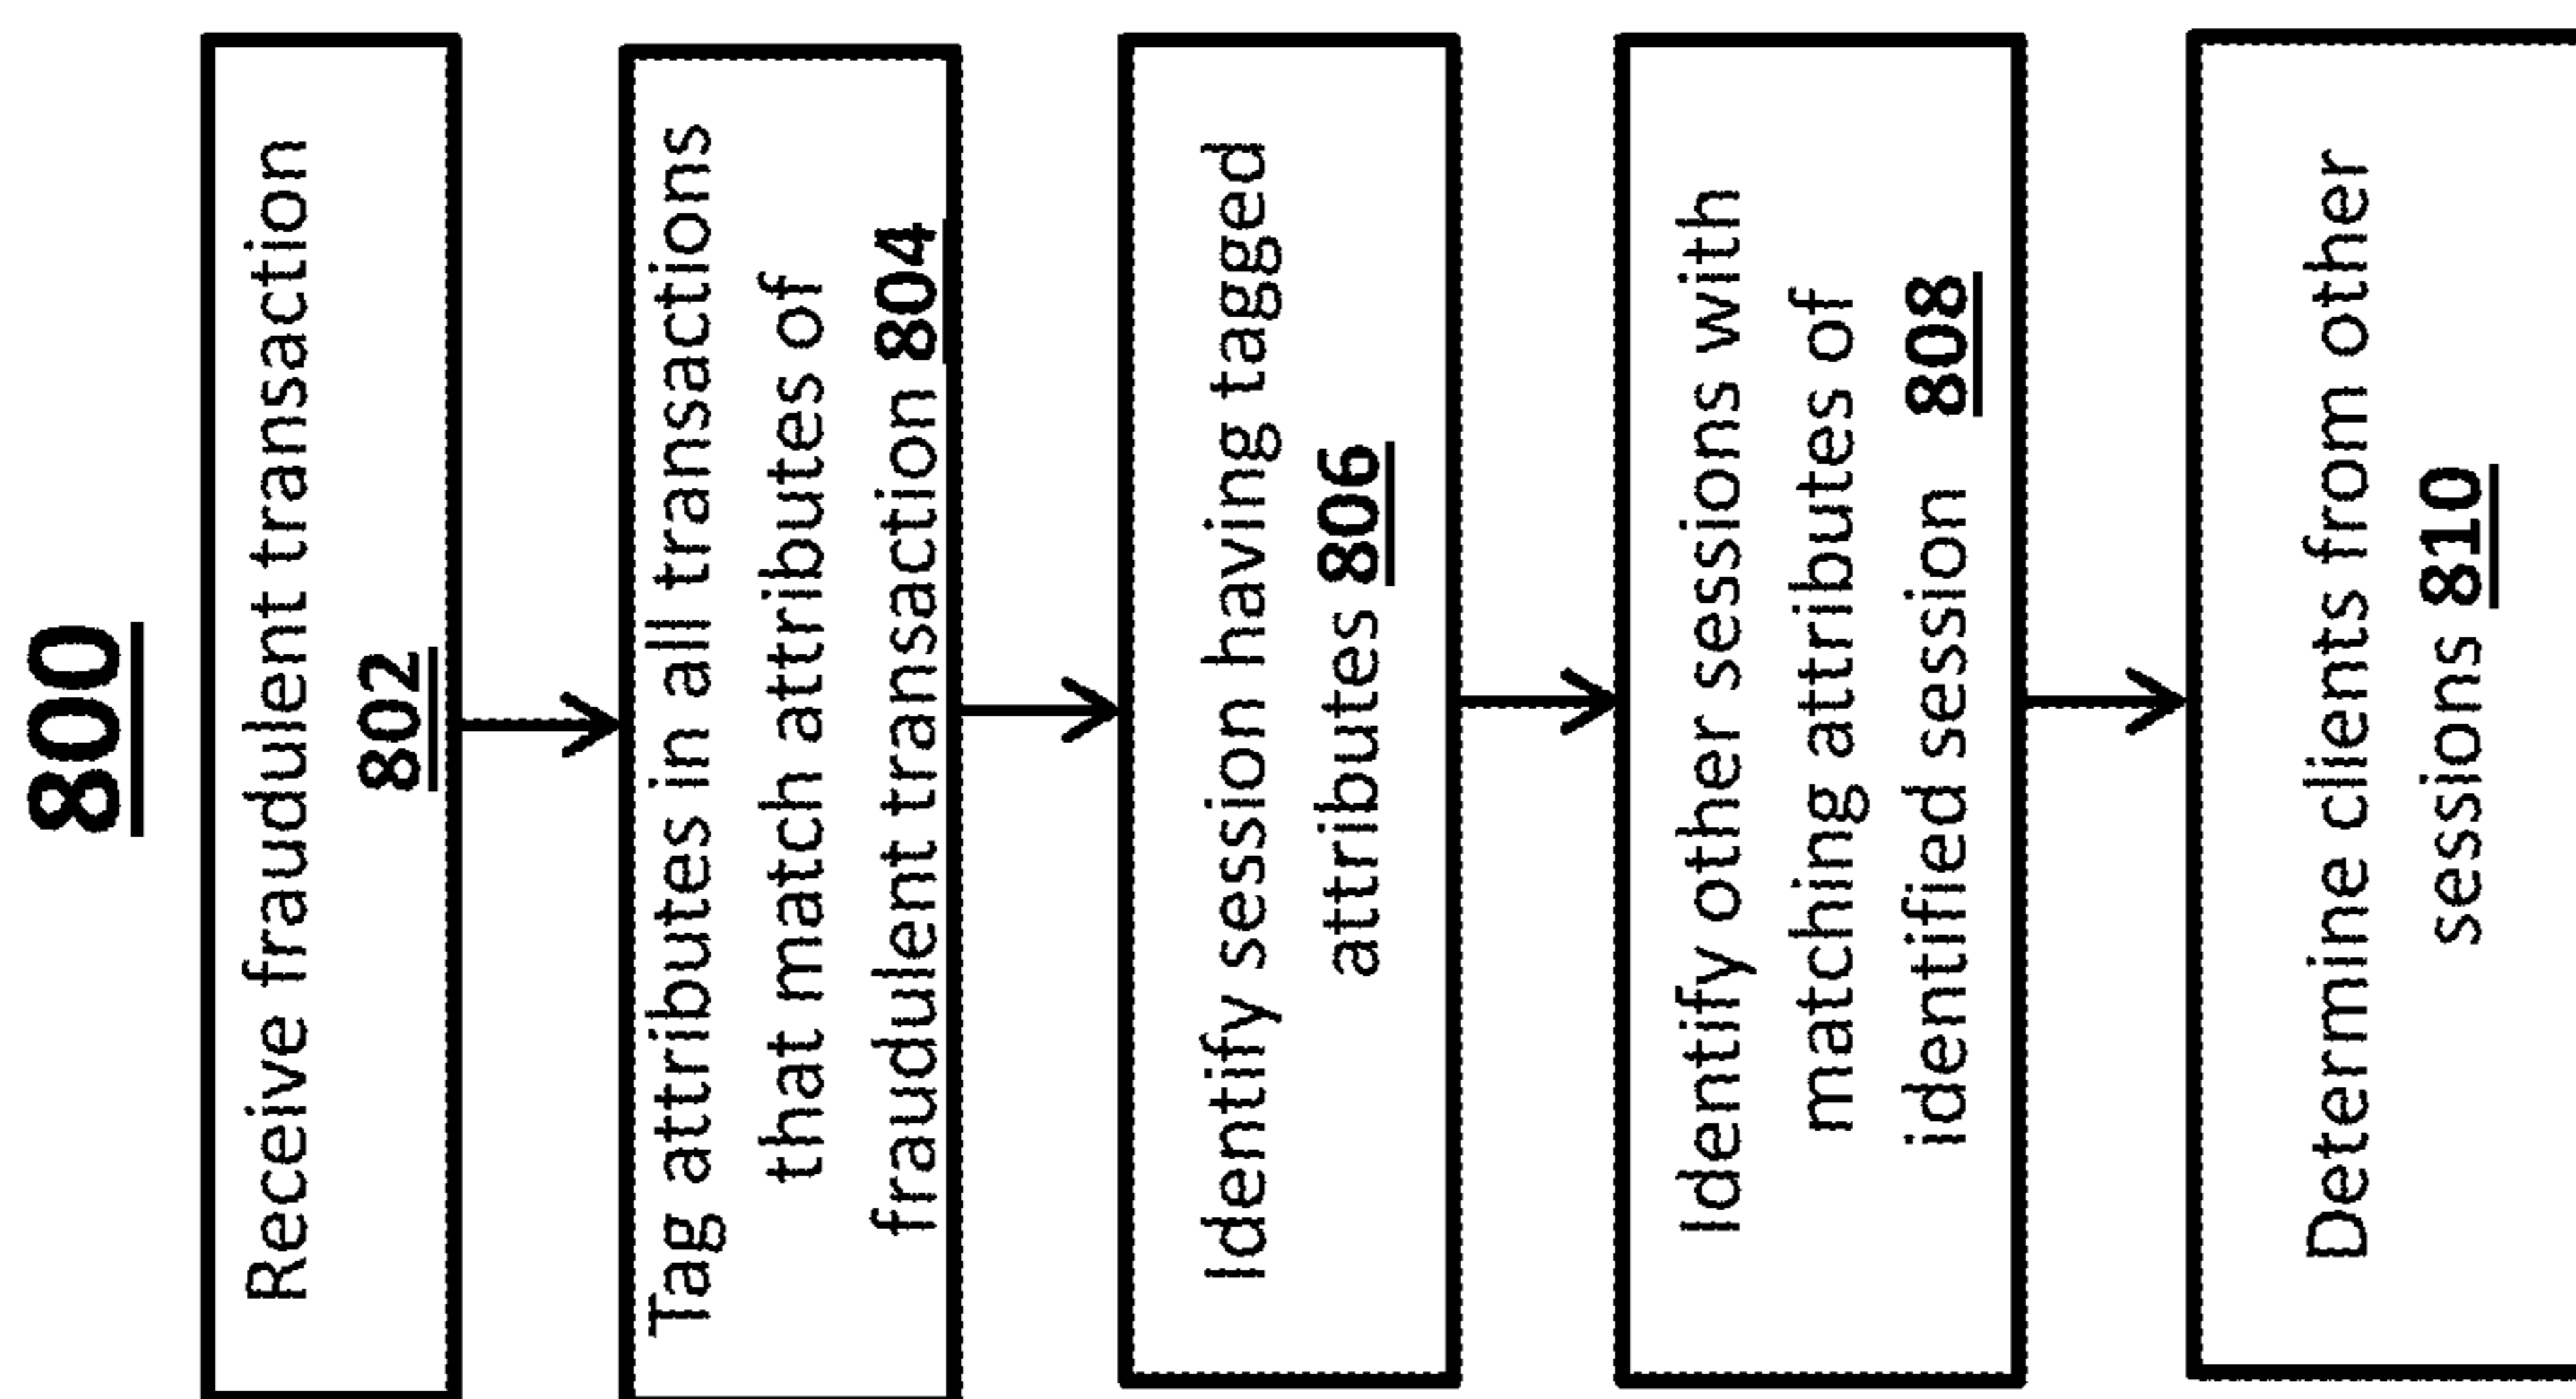 800
Receive fraudulent transaction
802
Tag attributes in all transactions
that match attributes of
fraudulent transaction 804
Identify session having tagged
attributes 806
Identify other sessions with
matching attributes of
identified session 808
Determine clients from other
sessions 810